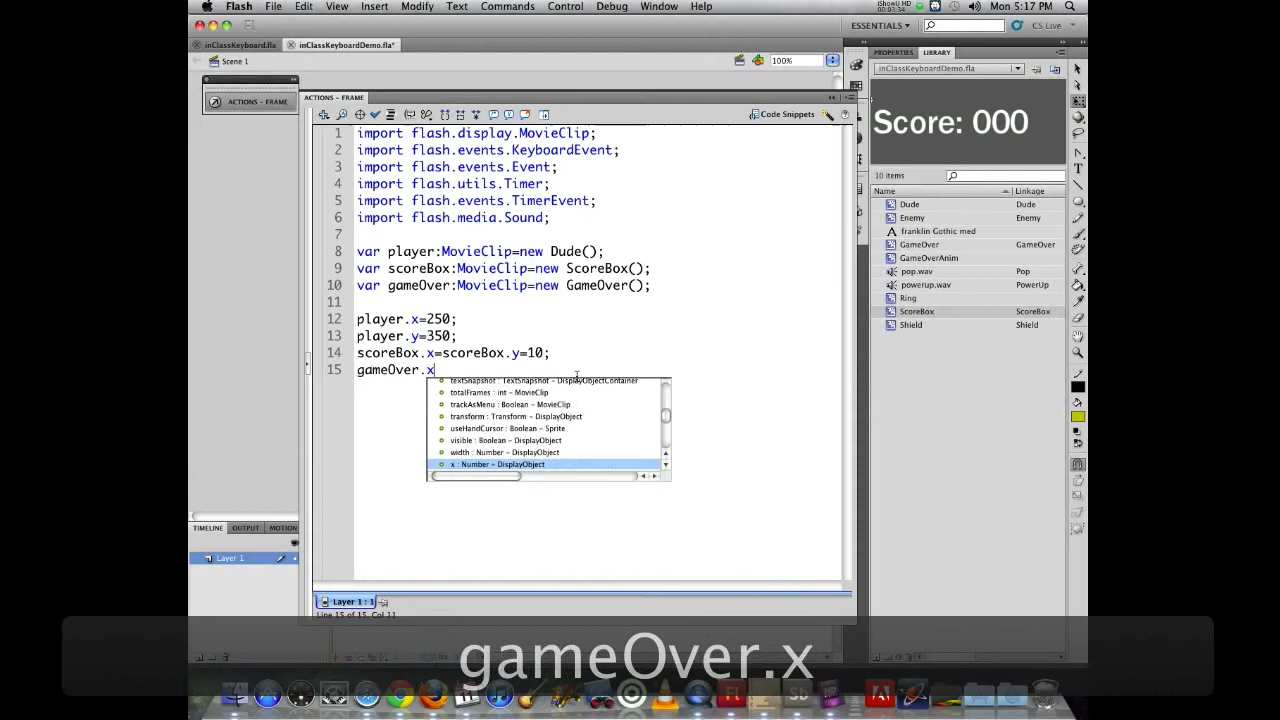 Flash File Edit View Insert Modify Text Commands Control Debug Window Help
iShowU HD
00:03:34
Mon 5:17 PM
ESSENTIALS
CS Live
inClassKeyboard.fla
inClassKeyboardDemo.fla*
Scene 1
100%
ACTIONS – FRAME
ACTIONS – FRAME
Code Snippets
1 import flash.display.MovieClip;
2 import flash.events.KeyboardEvent;
3 import flash.events.Event;
4 import flash.utils.Timer;
5 import flash.events.TimerEvent;
6 import flash.media.Sound;
7
8 var player:MovieClip=new Dude();
9 var scoreBox:MovieClip=new ScoreBox();
10 var gameOver:MovieClip=new GameOver();
11
12 player.x=250;
13 player.y=350;
14 scoreBox.x=scoreBox.y=10;
15 gameOver.x
textSnapshot : TextSnapshot – DisplayObjectContainer
totalFrames : int – MovieClip
trackAsMenu : Boolean – MovieClip
transform : Transform – DisplayObject
useHandCursor : Boolean – Sprite
visible : Boolean – DisplayObject
width : Number – DisplayObject
x : Number – DisplayObject
TIMELINE OUTPUT MOTION
Layer 1
Layer 1 : 1
Line 15 of 15, Col 11
PROPERTIES LIBRARY
inClassKeyboardDemo.fla
Score: 000
10 items
Name Linkage
Dude Dude
Enemy Enemy
franklin Gothic med
GameOver GameOver
GameOverAnim
pop.wav Pop
powerup.wav PowerUp
Ring
ScoreBox ScoreBox
Shield Shield
gameOver.x